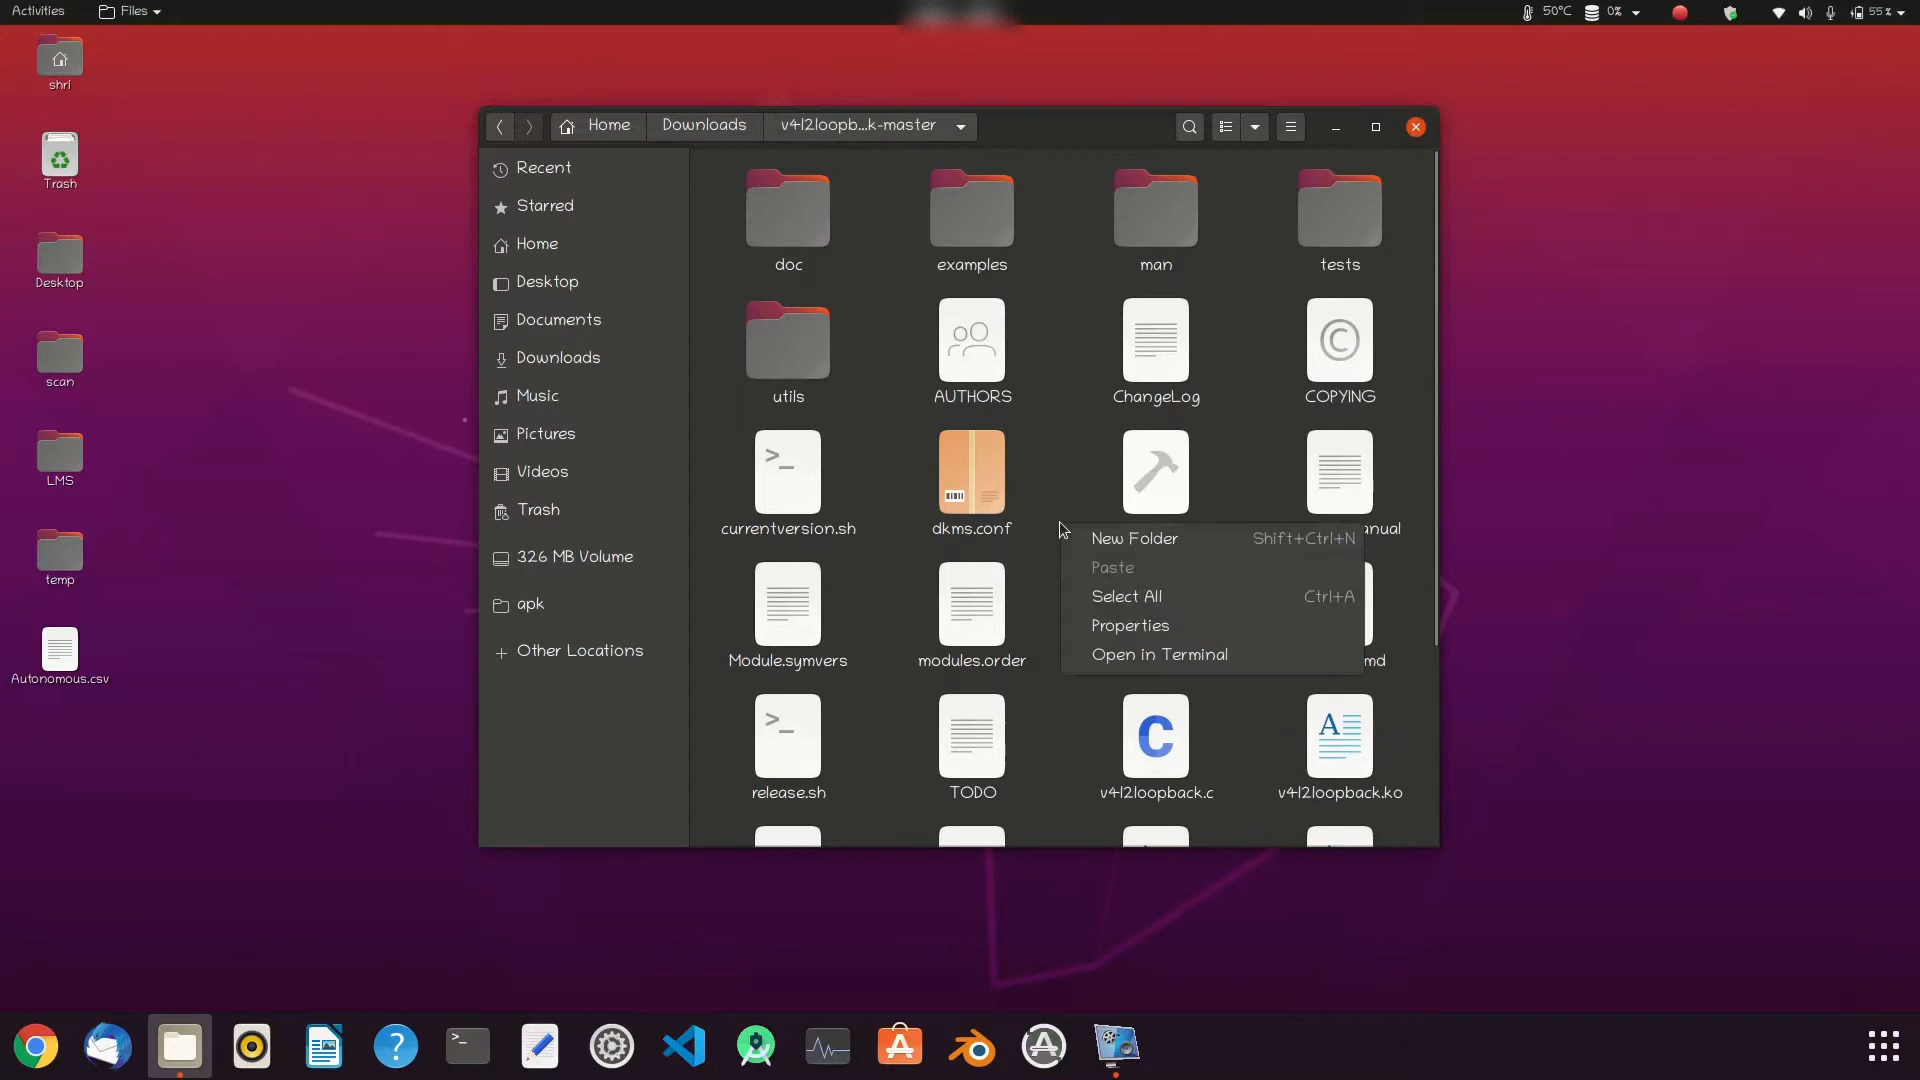 Activities
Files
50°C
0%
55 %
shri
Trash
Desktop
scan
LMS
temp
Autonomous.csv
Home
Downloads
v4l2loopb...k-master
Recent
Starred
Home
Desktop
Documents
Downloads
Music
Pictures
Videos
Trash
326 MB Volume
apk
Other Locations
doc
examples
man
tests
utils
AUTHORS
ChangeLog
COPYING
currentversion.sh
dkms.conf
anual
Module.symvers
modules.order
md
New Folder Shift+Ctrl+N
Paste
Select All Ctrl+A
Properties
Open in Terminal
release.sh
TODO
v4l2loopback.c
v4l2loopback.ko